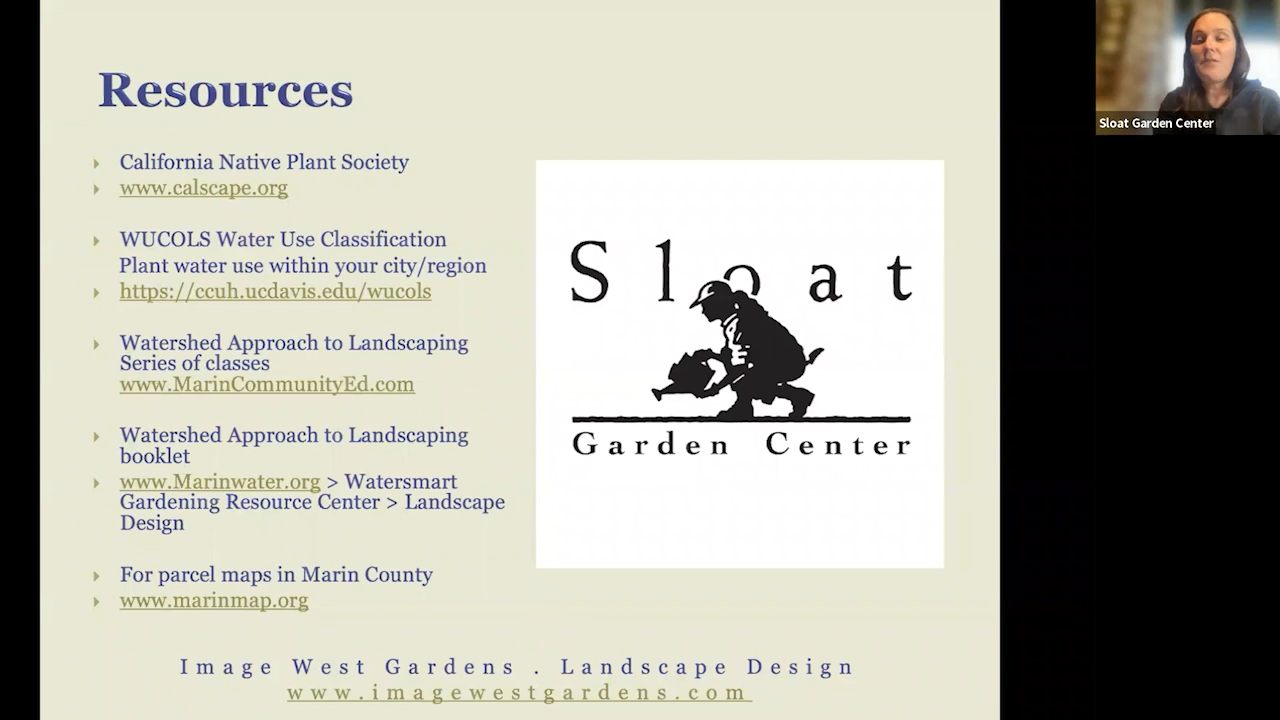 Resources
California Native Plant Society
www.calscape.org
WUCOLS Water Use Classification
Plant water use within your city/region
https://ccuh.ucdavis.edu/wucols
Watershed Approach to Landscaping
Series of classes
www.MarinCommunityEd.com
Watershed Approach to Landscaping
booklet
www.Marinwater.org > Watersmart
Gardening Resource Center > Landscape
Design
For parcel maps in Marin County
www.marinmap.org
Sloat
Garden Center
Image West Gardens . Landscape Design
www.imagewestgardens.com
Sloat Garden Center